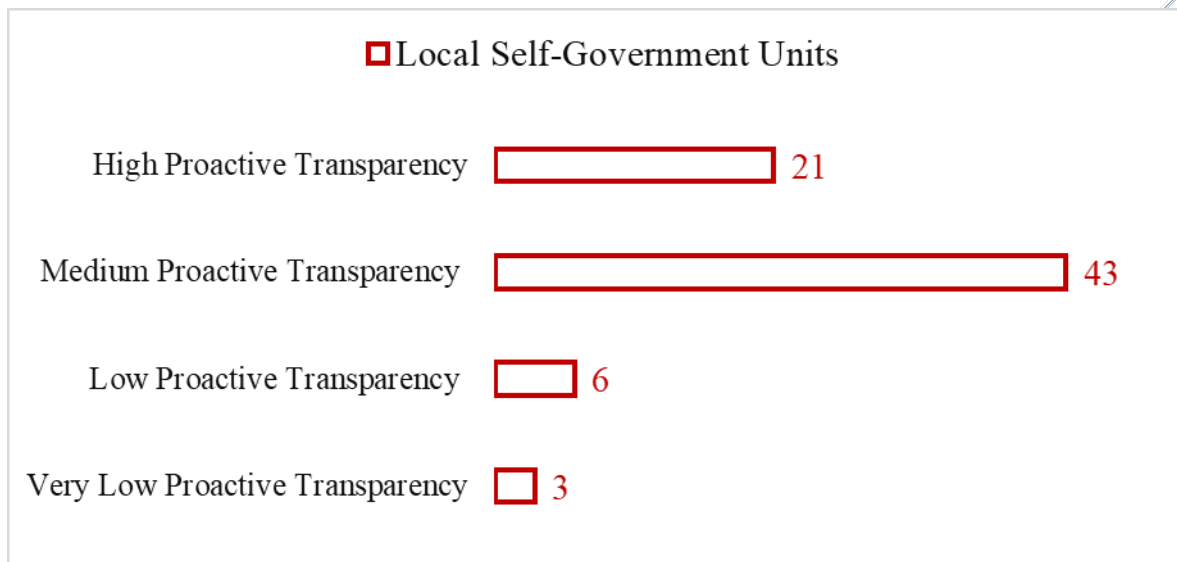 Local Self-Government Units
High Proactive Transparency 21
Medium Proactive Transparency 43
Low Proactive Transparency 6
Very Low Proactive Transparency 3